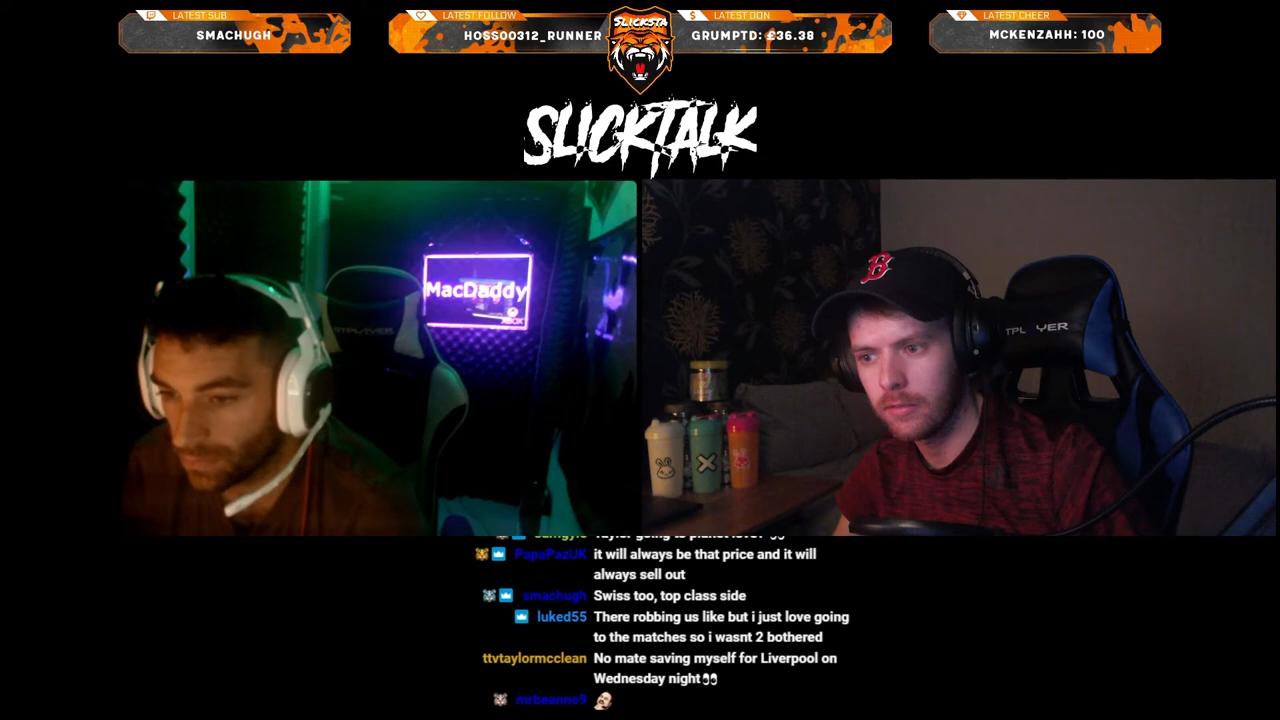 LATEST SUB
SMACHUGH
LATEST FOLLOW
HOSS00312_RUNNER
SLICKSTA
LATEST DON
GRUMPTD: £36.38
LATEST CHEER
MCKENZAHH: 100
SLICKTALK
MacDaddy
XBOX
PapaPazUK it will always be that price and it will
always sell out
smachugh Swiss too, top class side
luked55 There robbing us like but i just love going
to the matches so i wasnt 2 bothered
ttvtaylormcclean No mate saving myself for Liverpool on
Wednesday night👀
mrbeanno9